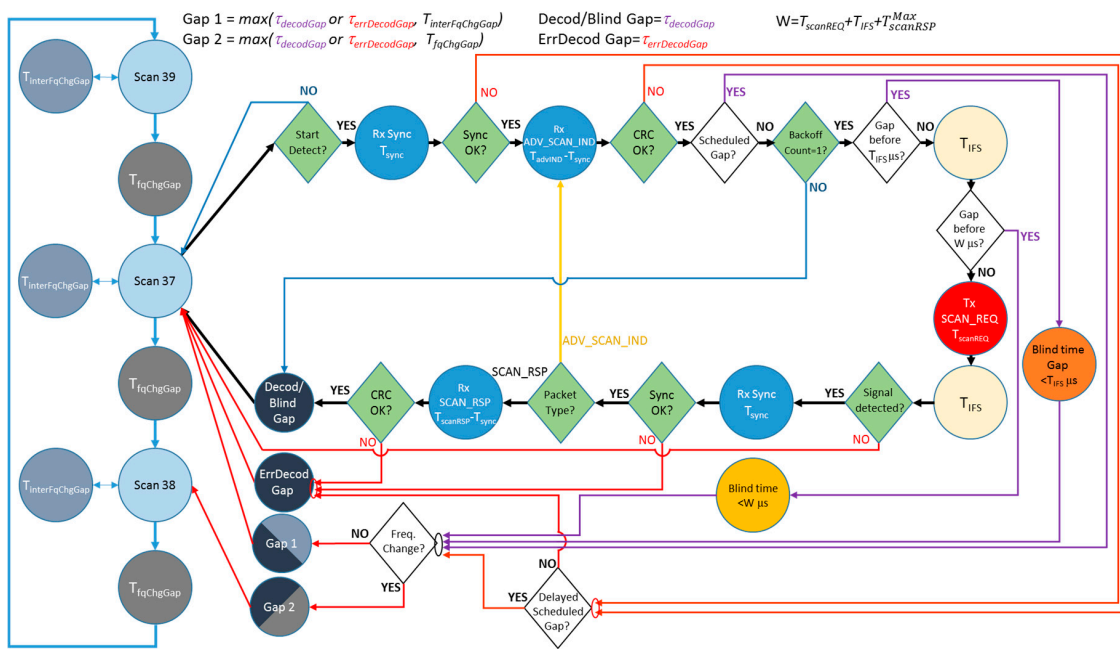 Gap 1 = max(τdecodGap or τerrDecodGap, TinterFqChgGap)
Gap 2 = max(τdecodGap or τerrDecodGap, TfqChgGap)
Decod/Blind Gap=τdecodGap
ErrDecod Gap=τerrDecodGap
W=TscanREQ+TIFS+T^Max_scanRSP
TinterFqChgGap
Scan 39
TfqChgGap
TinterFqChgGap
Scan 37
TfqChgGap
TinterFqChgGap
Scan 38
TfqChgGap
NO
Start
Detect?
YES
Rx Sync
Tsync
NO
Sync
OK?
YES
Rx
ADV_SCAN_IND
TadvIND-Tsync
NO
CRC
OK?
YES
YES
Scheduled
Gap?
NO
Backoff
Count=1?
NO
YES
YES
Gap
before
TIFS µs?
NO
TIFS
Gap
before
W µs?
YES
NO
Tx
SCAN_REQ
TscanREQ
Blind time
Gap
<TIFS µs
TIFS
Signal
detected?
YES
NO
Rx Sync
Tsync
Sync
OK?
YES
NO
ADV_SCAN_IND
Packet
Type?
SCAN_RSP
Rx
SCAN_RSP
TscanRSP-Tsync
CRC
OK?
YES
NO
Decod/
Blind
Gap
ErrDecod
Gap
Blind time
<W µs
Gap 1
NO
Freq.
Change?
YES
Gap 2
NO
YES
Delayed
Scheduled
Gap?